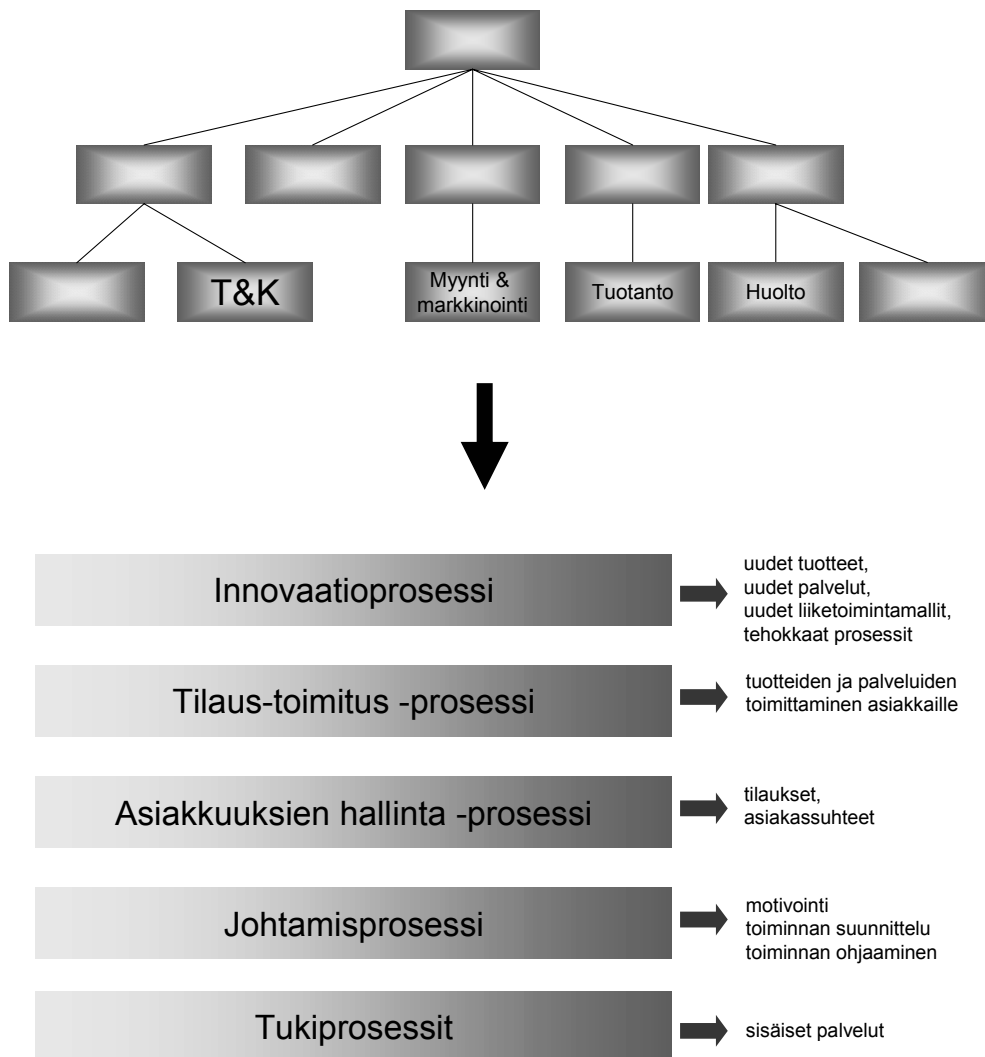 T&K
Myynti &
markkinointi
Tuotanto
Huolto
Innovaatioprosessi
uudet tuotteet,
uudet palvelut,
uudet liiketoimintamallit,
tehokkaat prosessit
Tilaus-toimitus -prosessi
tuotteiden ja palveluiden
toimittaminen asiakkaille
Asiakkuuksien hallinta -prosessi
tilaukset,
asiakassuhteet
Johtamisprosessi
motivointi
toiminnan suunnittelu
toiminnan ohjaaminen
Tukiprosessit
sisäiset palvelut